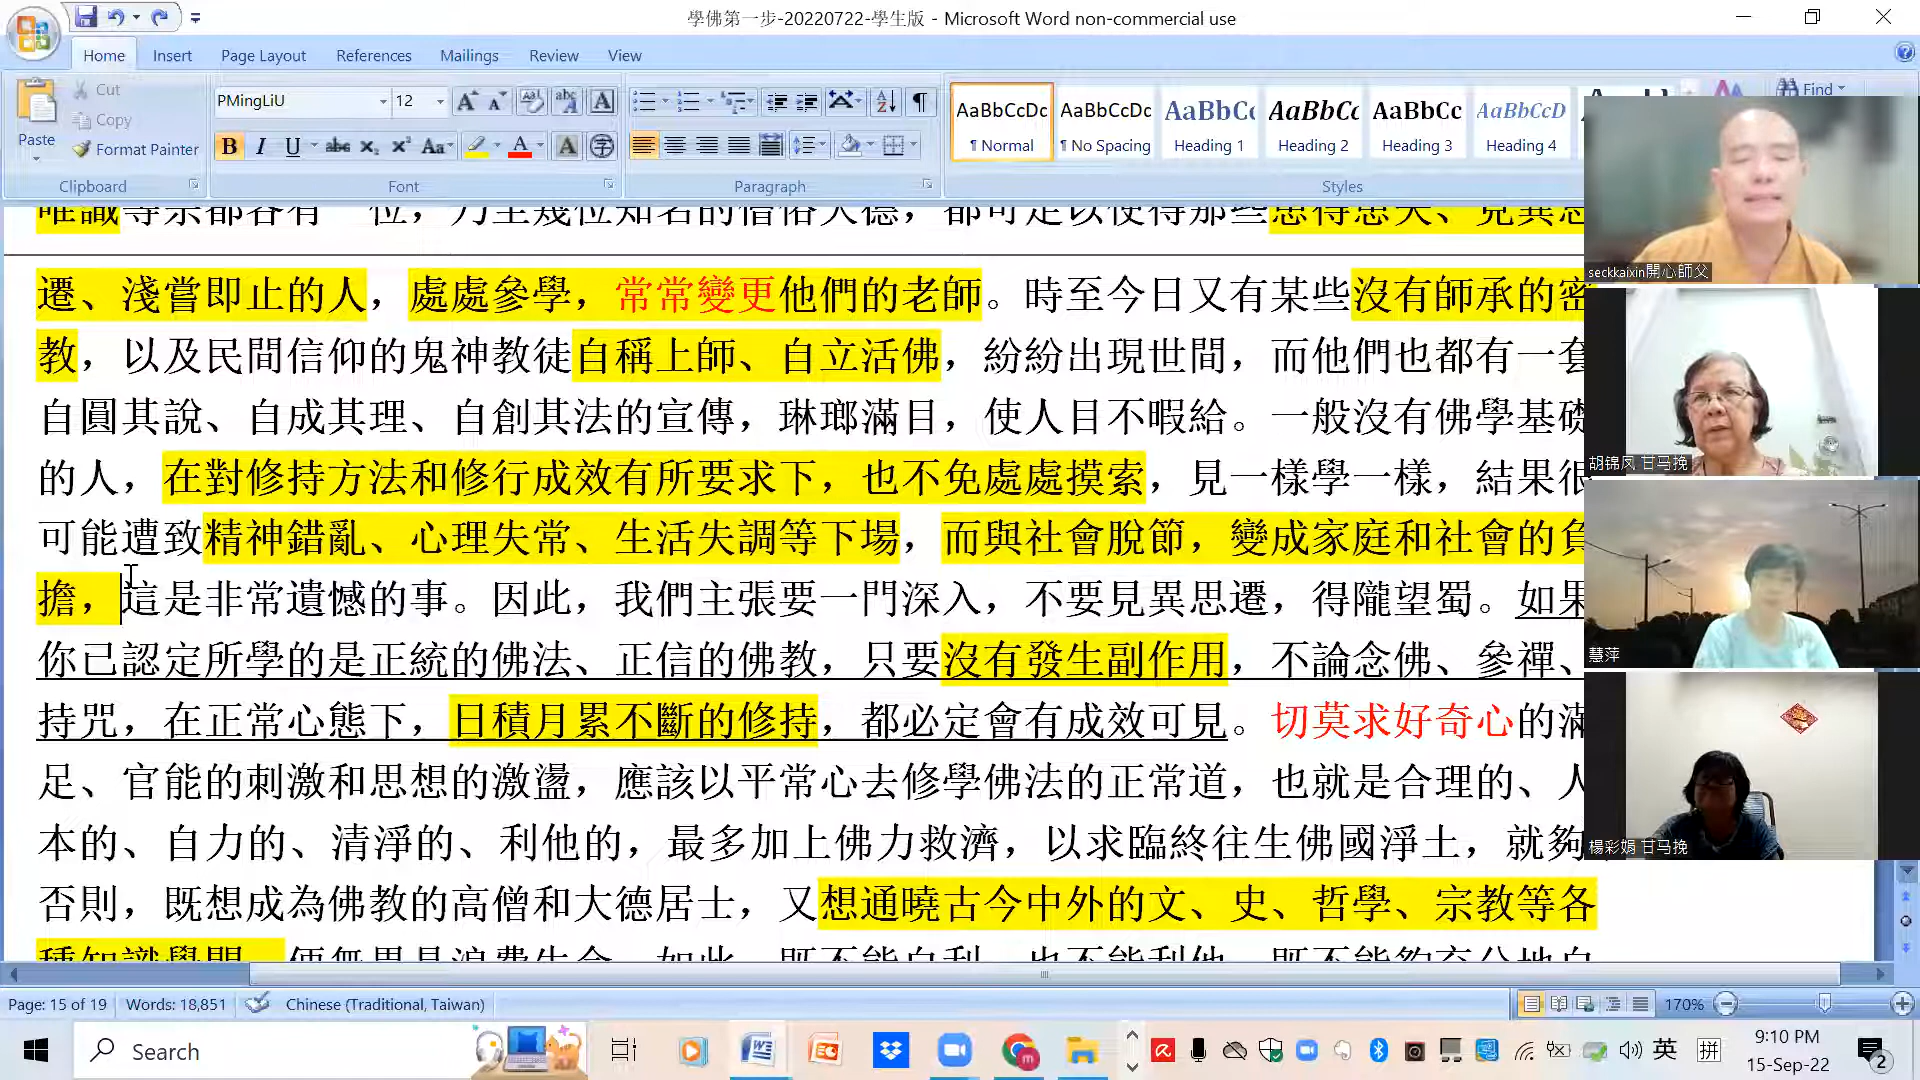 學佛第一步-20220722-學生版 - Microsoft Word non-commercial use
Home Insert Page Layout References Mailings Review View
Paste Cut Copy Format Painter Clipboard
PMingLiU 12 Font
Paragraph
AaBbCcDc AaBbCcDc AaBbCc AaBbCc AaBbCc AaBbCcD
¶ Normal ¶ No Spacing Heading 1 Heading 2 Heading 3 Heading 4
Styles
Find
遷、淺嘗即止的人，處處參學，常常變更他們的老師。時至今日又有某些沒有師承的密
教，以及民間信仰的鬼神教徒自稱上師、自立活佛，紛紛出現世間，而他們也都有一套
自圓其說、自成其理、自創其法的宣傳，琳瑯滿目，使人目不暇給。一般沒有佛學基礎
的人，在對修持方法和修行成效有所要求下，也不免處處摸索，見一樣學一樣，結果很
可能遭致精神錯亂、心理失常、生活失調等下場，而與社會脫節，變成家庭和社會的負
擔，這是非常遺憾的事。因此，我們主張要一門深入，不要見異思遷，得隴望蜀。如果
你已認定所學的是正統的佛法、正信的佛教，只要沒有發生副作用，不論念佛、參禪、
持咒，在正常心態下，日積月累不斷的修持，都必定會有成效可見。切莫求好奇心的滿
足、官能的刺激和思想的激盪，應該以平常心去修學佛法的正常道，也就是合理的、人
本的、自力的、清淨的、利他的，最多加上佛力救濟，以求臨終往生佛國淨土，就夠
否則，既想成為佛教的高僧和大德居士，又想通曉古今中外的文、史、哲學、宗教等各
seckkaixin開心師父
胡锦凤 甘马挽
慧萍
楊彩娟 甘马挽
Page: 15 of 19 Words: 18,851 Chinese (Traditional, Taiwan) 170%
Search 英 拼 9:10 PM
15-Sep-22 2